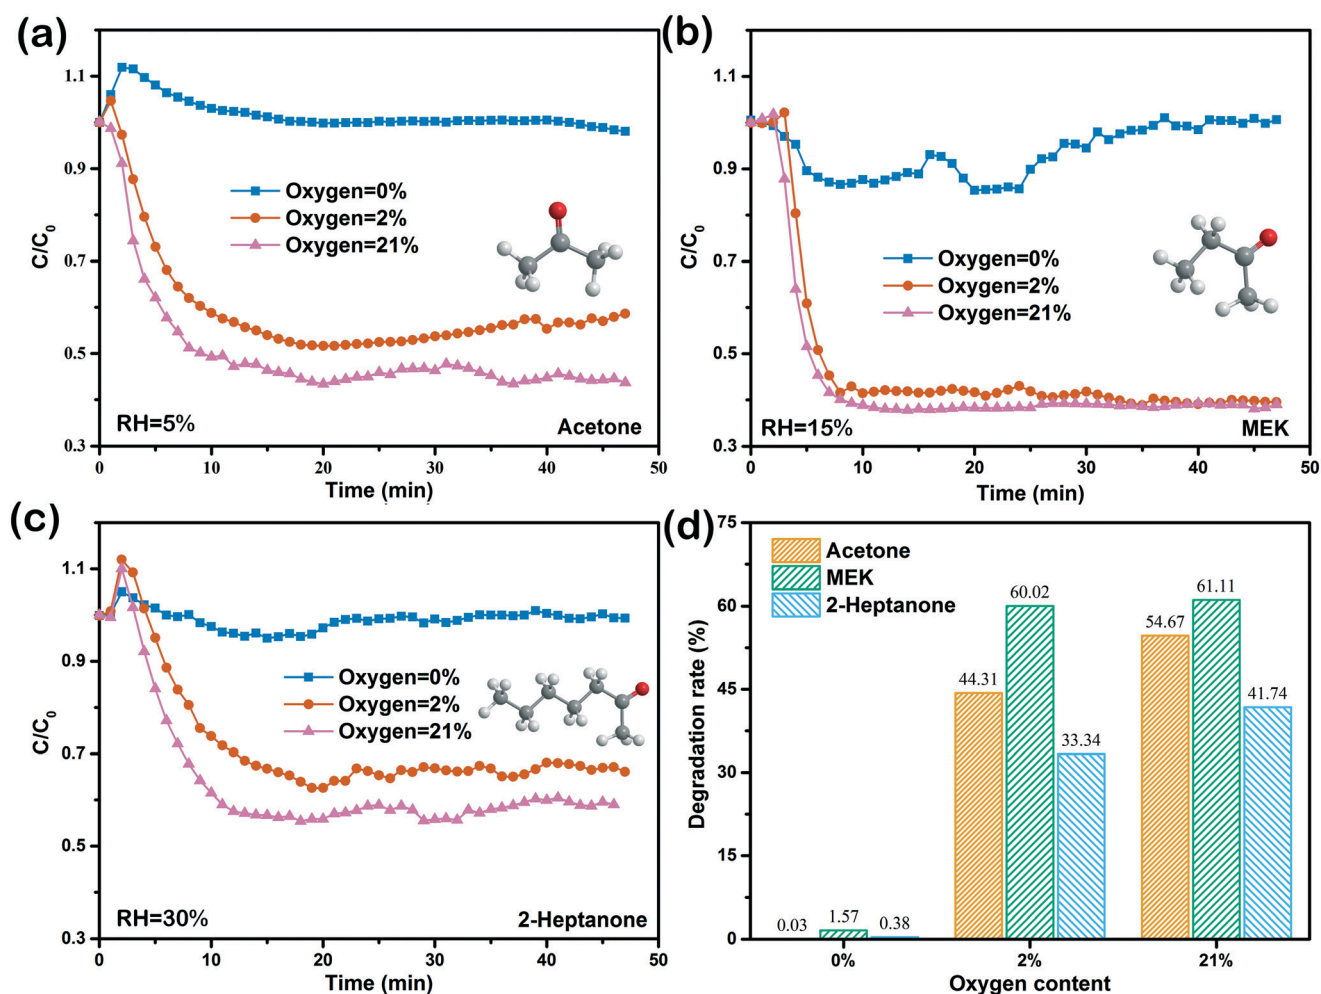 (a)
1.1
0.9
0.7
0.5
0.3
C/C0
Oxygen=0%
Oxygen=2%
Oxygen=21%
RH=5%
Acetone
0 10 20 30 40 50
Time (min)
(b)
1.1
0.9
0.7
0.5
0.3
C/C0
Oxygen=0%
Oxygen=2%
Oxygen=21%
RH=15%
MEK
0 10 20 30 40 50
Time (min)
(c)
1.1
0.9
0.7
0.5
0.3
C/C0
Oxygen=0%
Oxygen=2%
Oxygen=21%
RH=30%
2-Heptanone
0 10 20 30 40 50
Time (min)
(d)
75
60
45
30
15
0
Degradation rate (%)
Acetone
MEK
2-Heptanone
0.03 1.57 0.38
44.31 60.02 33.34
54.67 61.11 41.74
0% 2% 21%
Oxygen content